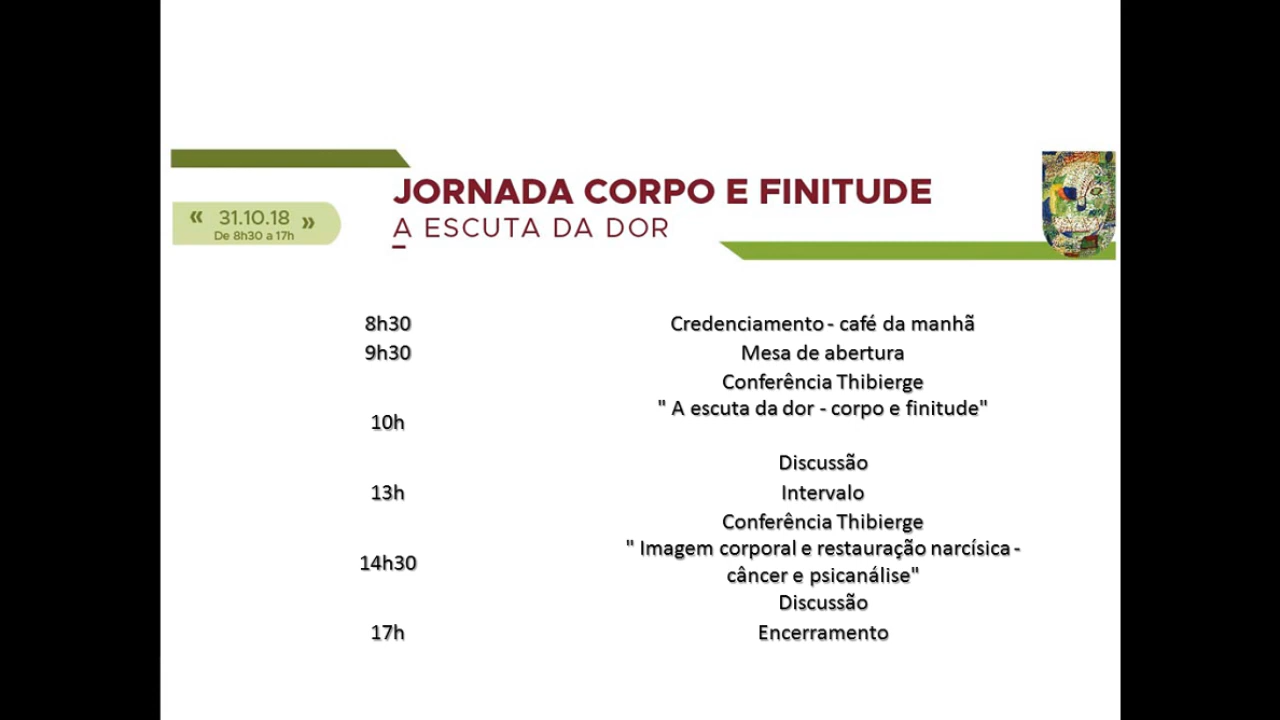 JORNADA CORPO E FINITUDE
A ESCUTA DA DOR
« 31.10.18 »
De 8h30 a 17h
8h30 Credenciamento - café da manhã
9h30 Mesa de abertura
10h Conferência Thibierge
" A escuta da dor - corpo e finitude"
Discussão
13h Intervalo
14h30 Conferência Thibierge
" Imagem corporal e restauração narcísica -
câncer e psicanálise"
Discussão
17h Encerramento